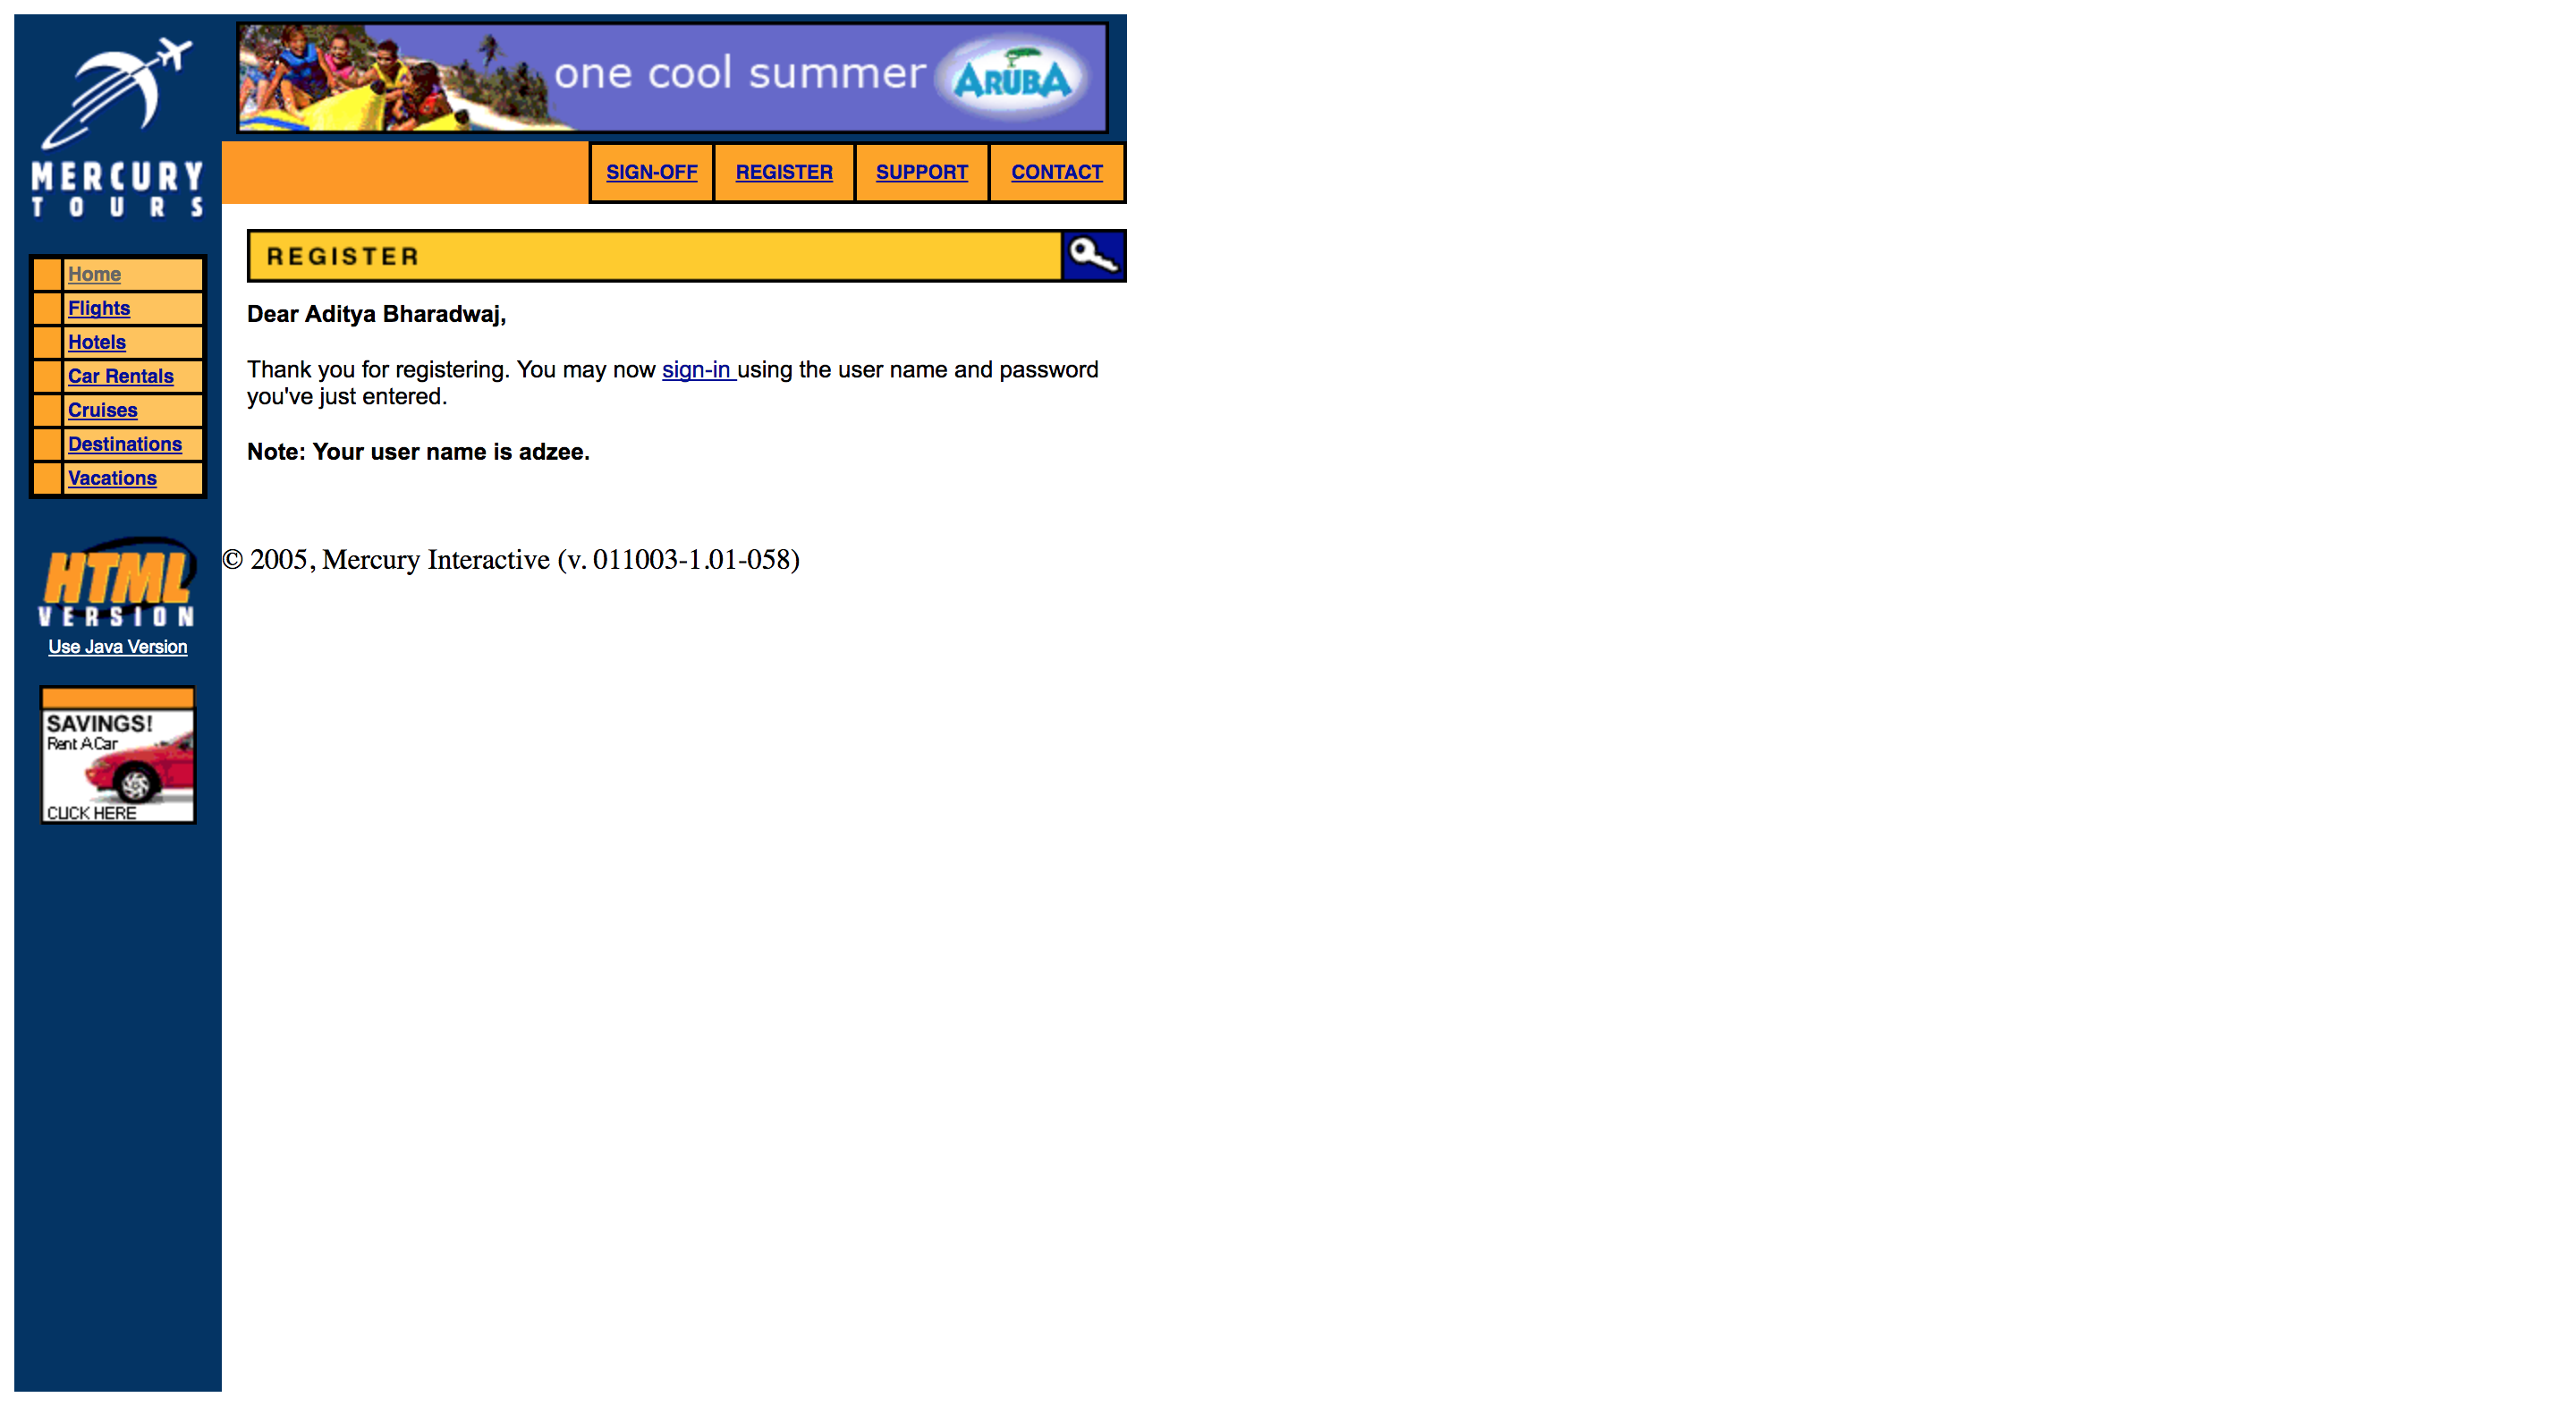 MERCURY
TOURS
one cool summer
ARUBA
SIGN-OFF
REGISTER
SUPPORT
CONTACT
Home
Flights
Hotels
Car Rentals
Cruises
Destinations
Vacations
HTML
VERSION
Use Java Version
SAVINGS!
Rent A Car
CLICK HERE
REGISTER
Dear Aditya Bharadwaj,
Thank you for registering. You may now sign-in using the user name and password
you've just entered.
Note: Your user name is adzee.
© 2005, Mercury Interactive (v. 011003-1.01-058)